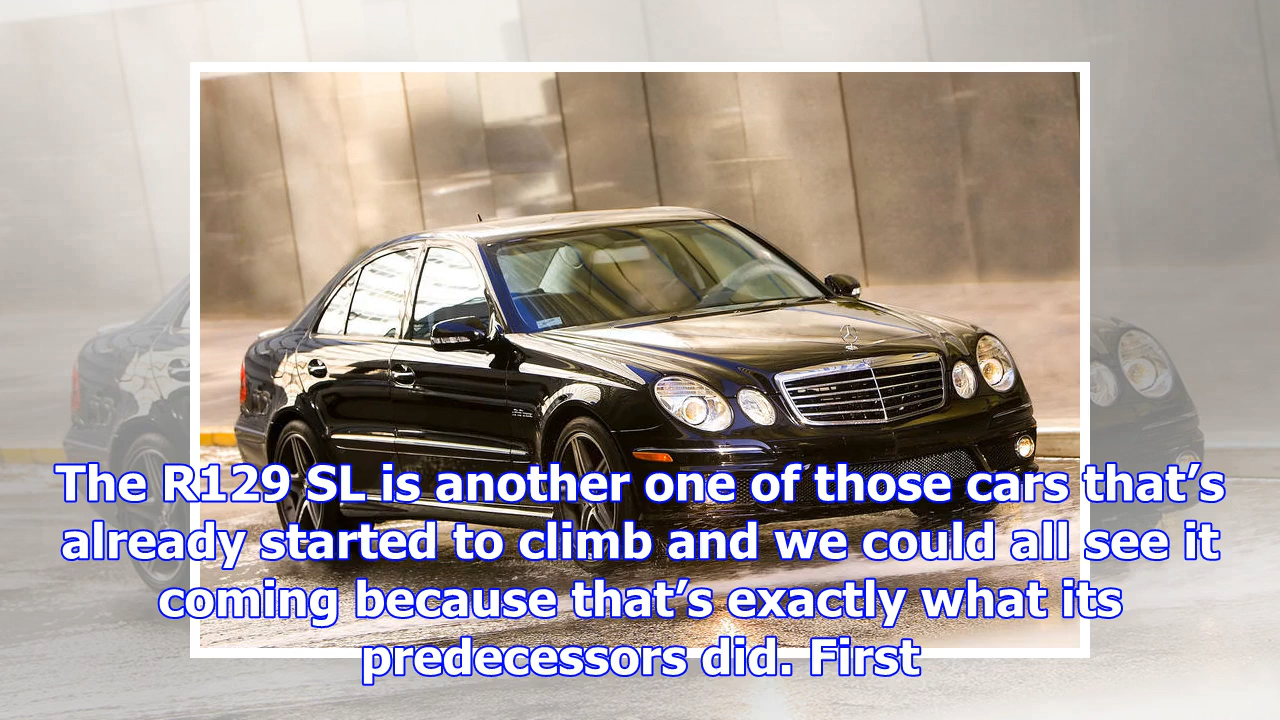 The R129 SL is another one of those cars that’s
already started to climb and we could all see it
coming because that’s exactly what its
predecessors did. First